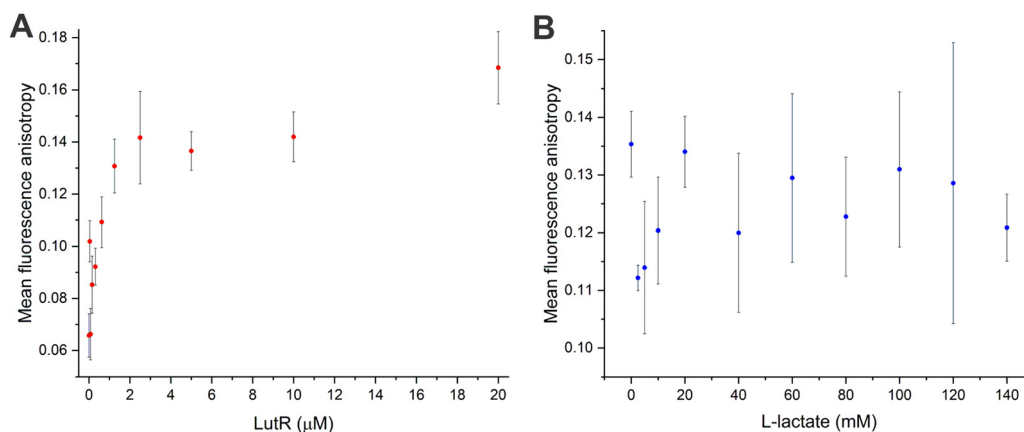 A
Mean fluorescence anisotropy
0.18
0.16
0.14
0.12
0.10
0.08
0.06
0 2 4 6 8 10 12 14 16 18 20
LutR (μM)
B
Mean fluorescence anisotropy
0.15
0.14
0.13
0.12
0.11
0.10
0 20 40 60 80 100 120 140
L-lactate (mM)